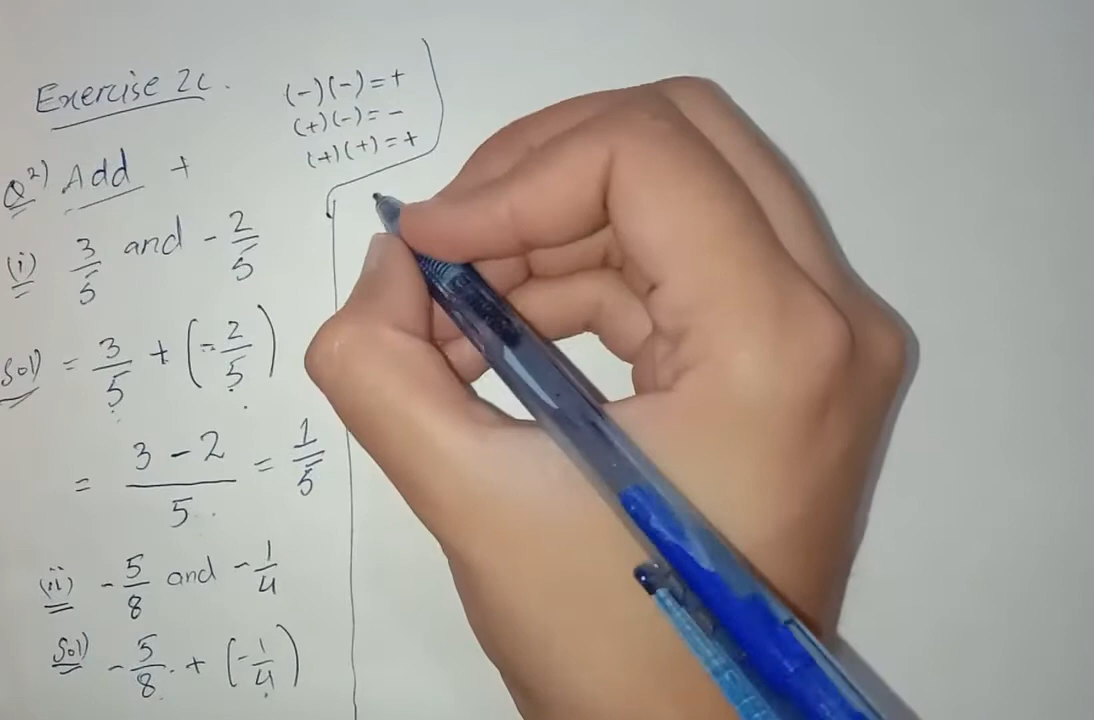 Exercise 2c.
(-)(-) = +
(+)(-) = -
(+)(+) = +
Q2) Add +
(i) 3/5 and - 2/5
Sol) = 3/5 + (- 2/5)
= 3 - 2 / 5 = 1/5
(ii) - 5/8 and - 1/4
Sol) - 5/8 + (- 1/4)